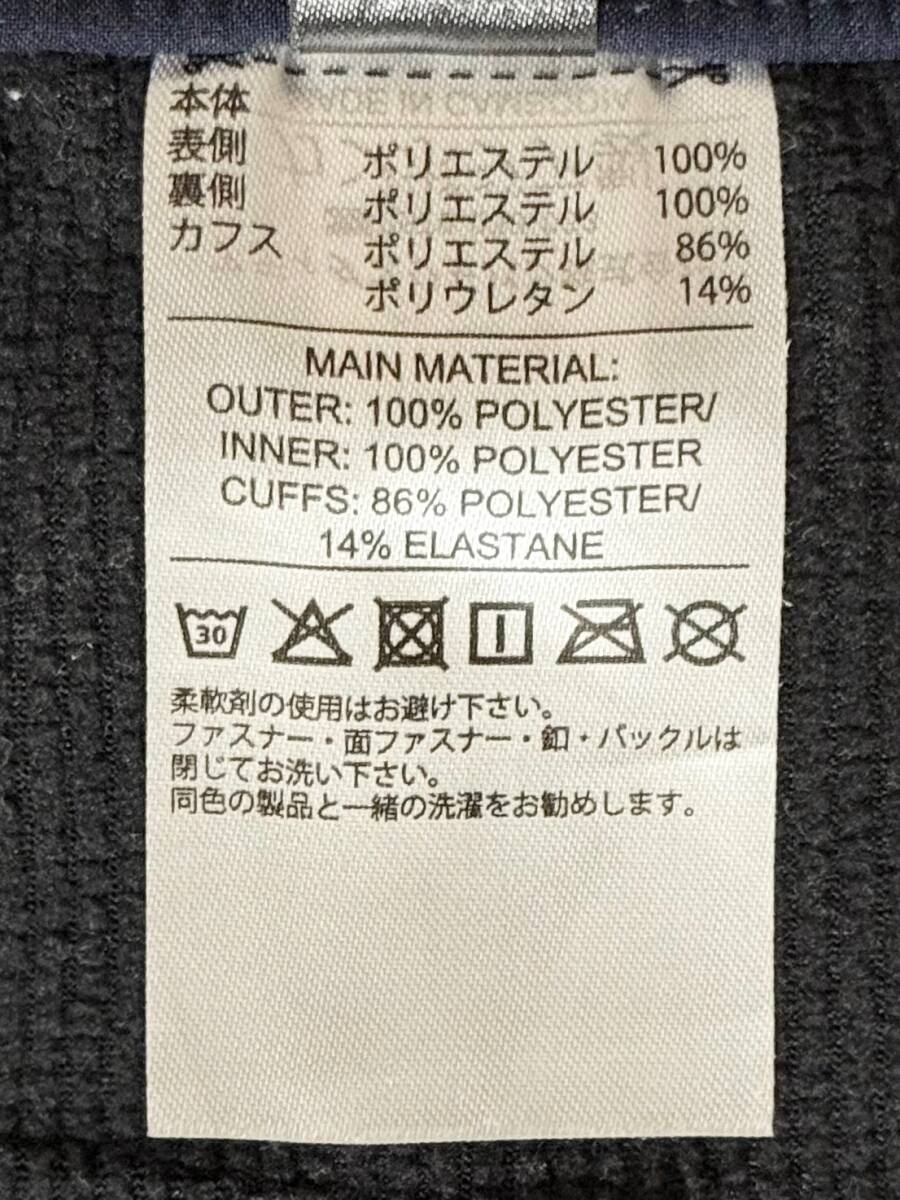 本体
表側 ポリエステル 100%
裏側 ポリエステル 100%
カフス ポリエステル 86%
ポリウレタン 14%
MAIN MATERIAL:
OUTER: 100% POLYESTER/
INNER: 100% POLYESTER
CUFFS: 86% POLYESTER/
14% ELASTANE
30
柔軟剤の使用はお避け下さい。
ファスナー・面ファスナー・釦・バックルは
閉じてお洗い下さい。
同色の製品と一緒の洗濯をお勧めします。